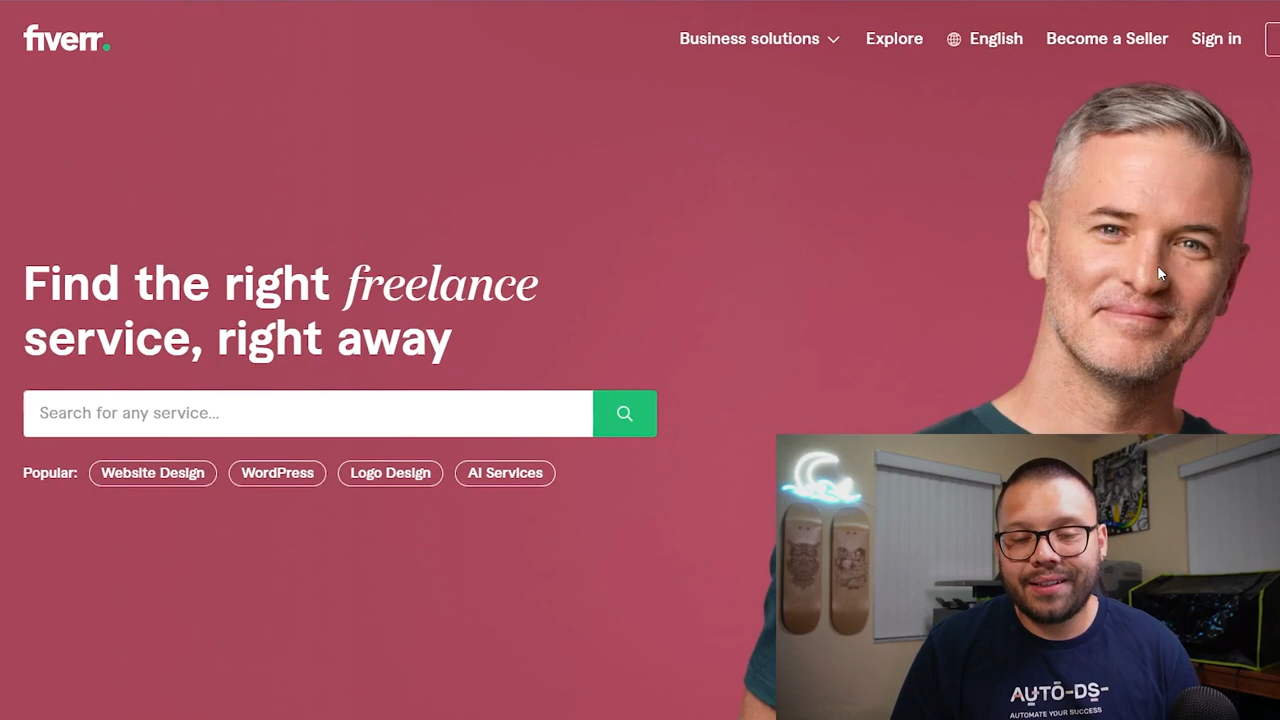 fiverr.
Business solutions Explore English Become a Seller Sign in
Find the right freelance
service, right away
Search for any service...
Popular: Website Design WordPress Logo Design AI Services
AUTO-DS-
AUTOMATE YOUR SUCCESS